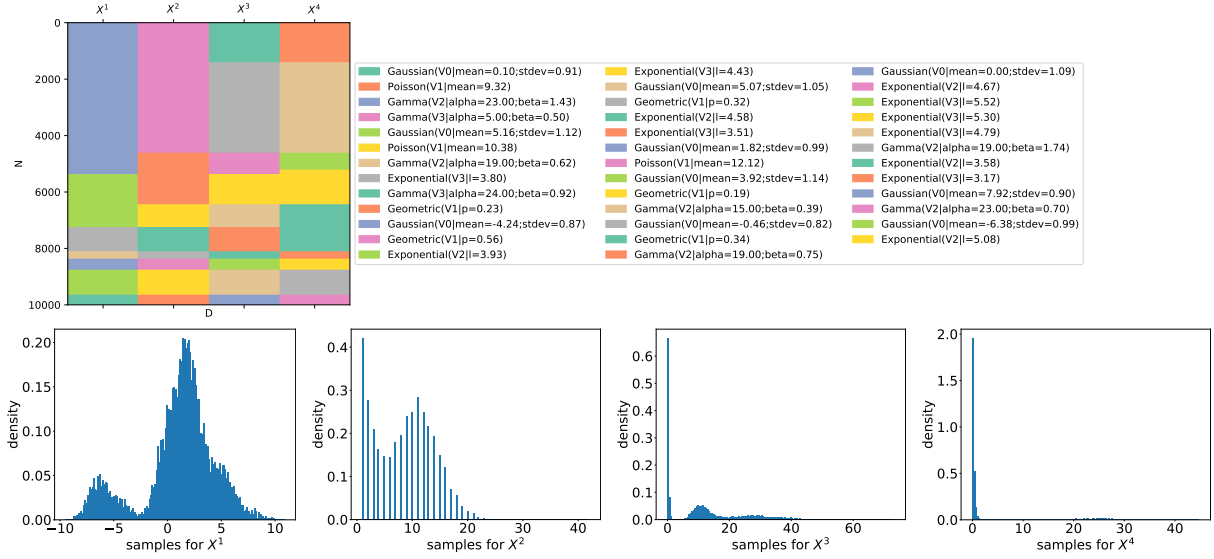 X¹ X² X³ X⁴
0
2000
4000
6000
8000
10000
N
D
Gaussian(V0|mean=0.10;stdev=0.91)
Poisson(V1|mean=9.32)
Gamma(V2|alpha=23.00;beta=1.43)
Gamma(V3|alpha=5.00;beta=0.50)
Gaussian(V0|mean=5.16;stdev=1.12)
Poisson(V1|mean=10.38)
Gamma(V2|alpha=19.00;beta=0.62)
Exponential(V3|l=3.80)
Gamma(V3|alpha=24.00;beta=0.92)
Geometric(V1|p=0.23)
Gaussian(V0|mean=-4.24;stdev=0.87)
Geometric(V1|p=0.56)
Exponential(V2|l=3.93)
Exponential(V3|l=4.43)
Gaussian(V0|mean=5.07;stdev=1.05)
Geometric(V1|p=0.32)
Exponential(V2|l=4.58)
Exponential(V3|l=3.51)
Gaussian(V0|mean=1.82;stdev=0.99)
Poisson(V1|mean=12.12)
Gaussian(V0|mean=3.92;stdev=1.14)
Geometric(V1|p=0.19)
Gamma(V2|alpha=15.00;beta=0.39)
Gaussian(V0|mean=-0.46;stdev=0.82)
Geometric(V1|p=0.34)
Gamma(V2|alpha=19.00;beta=0.75)
Gaussian(V0|mean=0.00;stdev=1.09)
Exponential(V2|l=4.67)
Exponential(V3|l=5.52)
Exponential(V3|l=5.30)
Exponential(V3|l=4.79)
Gamma(V2|alpha=19.00;beta=1.74)
Exponential(V2|l=3.58)
Exponential(V3|l=3.17)
Gaussian(V0|mean=7.92;stdev=0.90)
Gamma(V2|alpha=23.00;beta=0.70)
Gaussian(V0|mean=-6.38;stdev=0.99)
Exponential(V2|l=5.08)
0.20
0.15
0.10
0.05
0.00
density
−10 −5 0 5 10
samples for X¹
0.4
0.3
0.2
0.1
0.0
density
0 10 20 30 40
samples for X²
0.6
0.5
0.4
0.3
0.2
0.1
0.0
density
0 20 40 60
samples for X³
2.0
1.5
1.0
0.5
0.0
density
0 10 20 30 40
samples for X⁴